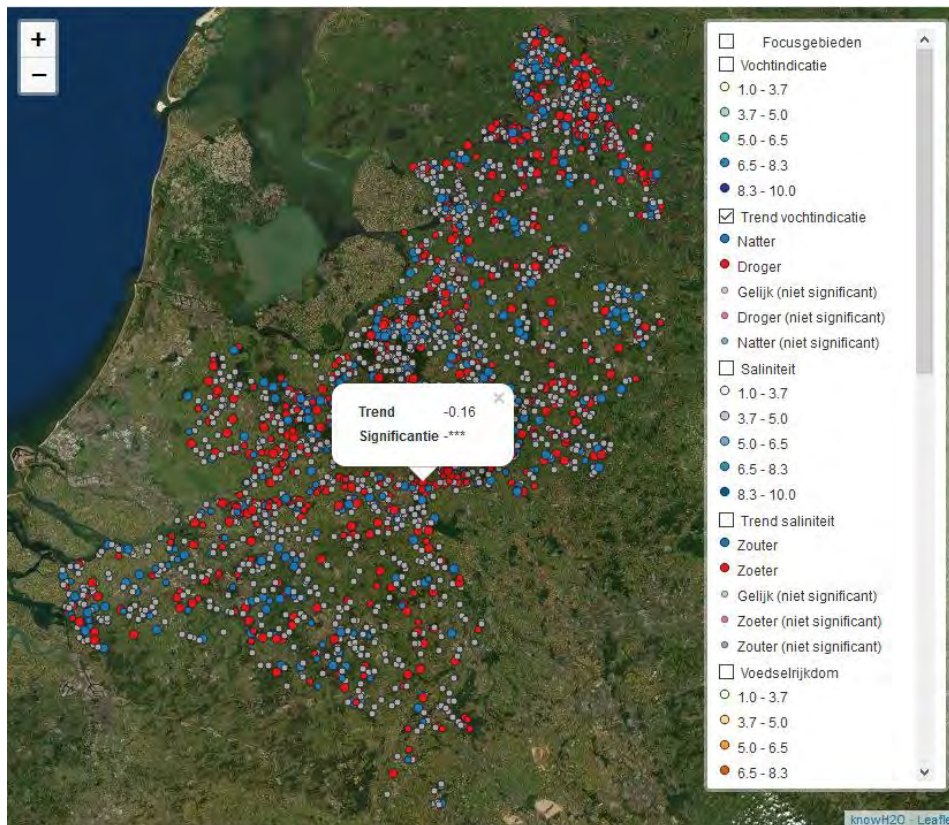 +
−
Trend -0.16
Significantie -***
×
Focusgebieden
Vochtindicatie
1.0 - 3.7
3.7 - 5.0
5.0 - 6.5
6.5 - 8.3
8.3 - 10.0
Trend vochtindicatie
Natter
Droger
Gelijk (niet significant)
Droger (niet significant)
Natter (niet significant)
Saliniteit
1.0 - 3.7
3.7 - 5.0
5.0 - 6.5
6.5 - 8.3
8.3 - 10.0
Trend saliniteit
Zouter
Zoeter
Gelijk (niet significant)
Zoeter (niet significant)
Zouter (niet significant)
Voedselrijkdom
1.0 - 3.7
3.7 - 5.0
5.0 - 6.5
6.5 - 8.3
knowH2O - Leafle